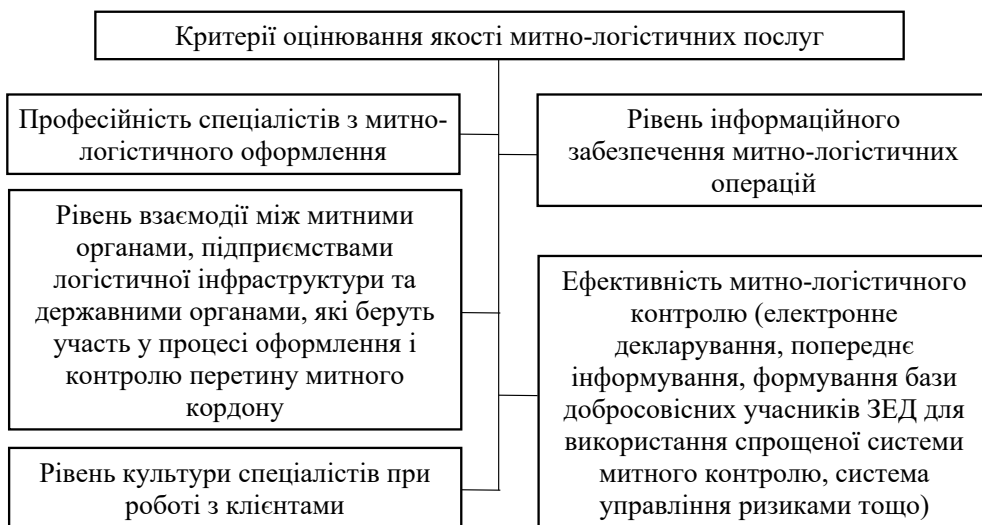 Критерії оцінювання якості митно-логістичних послуг
Професійність спеціалістів з митно-
логістичного оформлення
Рівень інформаційного
забезпечення митно-логістичних
операцій
Рівень взаємодії між митними
органами, підприємствами
логістичної інфраструктури та
державними органами, які беруть
участь у процесі оформлення і
контролю перетину митного
кордону
Ефективність митно-логістичного
контролю (електронне
декларування, попереднє
інформування, формування бази
добросовісних учасників ЗЕД для
використання спрощеної системи
митного контролю, система
управління ризиками тощо)
Рівень культури спеціалістів при
роботі з клієнтами